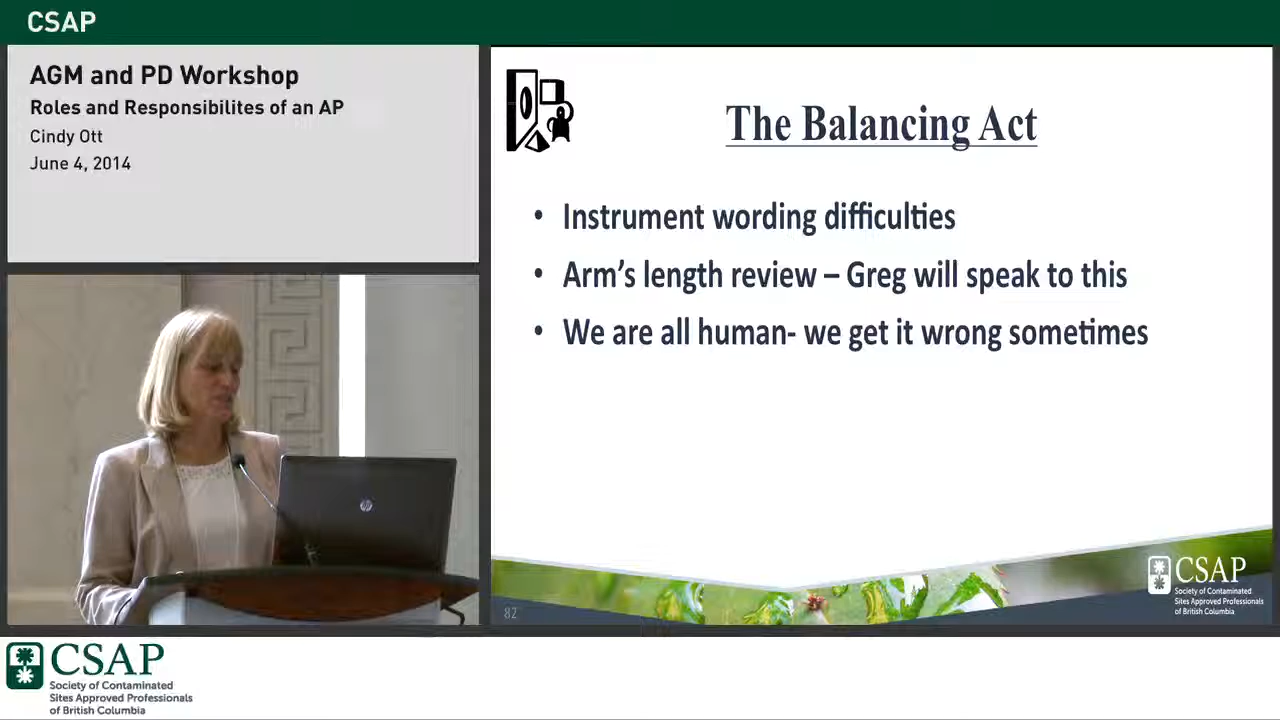 CSAP
AGM and PD Workshop
Roles and Responsibilites of an AP
Cindy Ott
June 4, 2014
The Balancing Act
• Instrument wording difficulties
• Arm's length review – Greg will speak to this
• We are all human- we get it wrong sometimes
82
CSAP
Society of Contaminated
Sites Approved Professionals
of British Columbia
hp
CSAP
Society of Contaminated
Sites Approved Professionals
of British Columbia